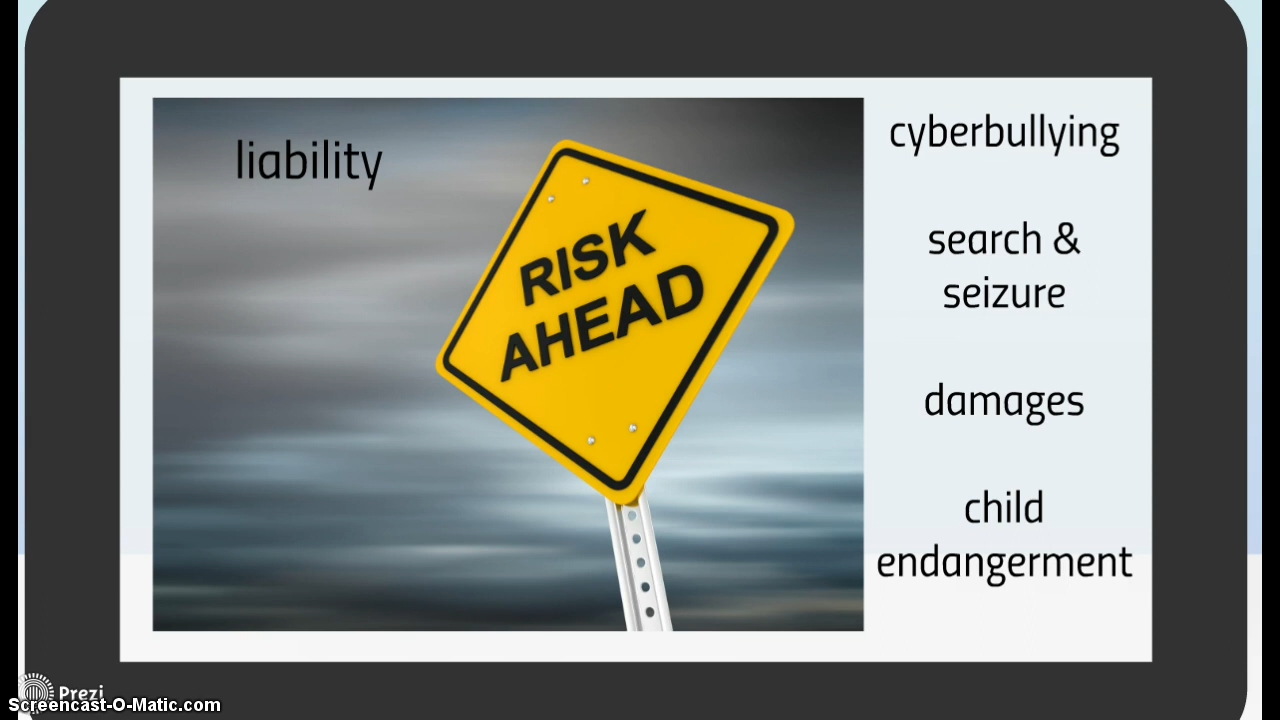 liability
RISK
AHEAD
cyberbullying
search &
seizure
damages
child
endangerment
Prezi
Screencast-O-Matic.com